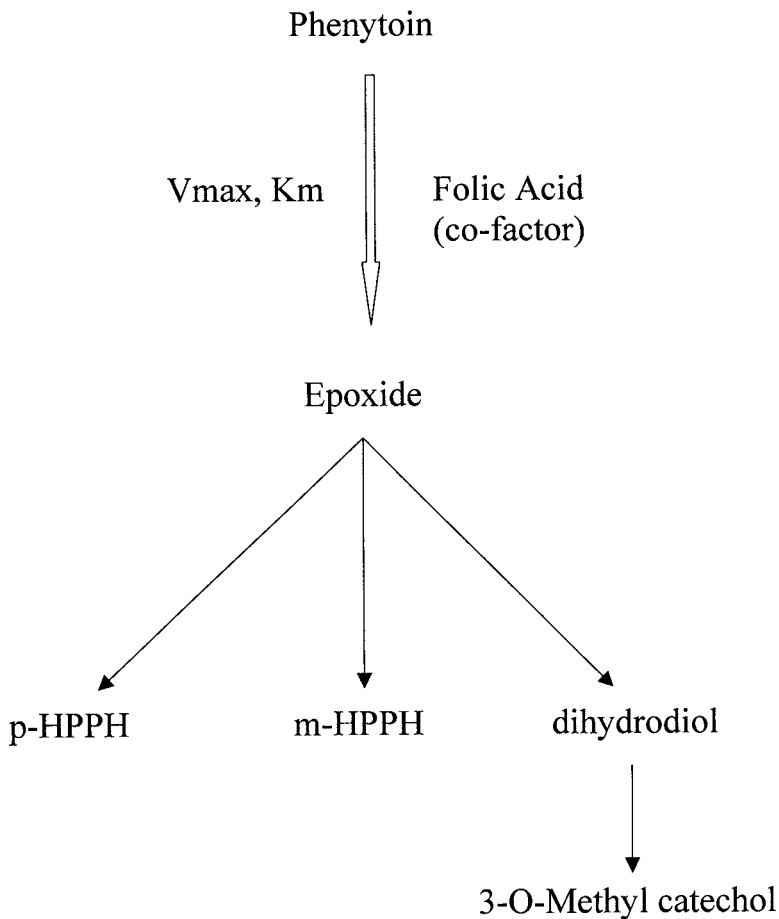 Phenytoin
Vmax, Km
Folic Acid
(co-factor)
Epoxide
p-HPPH
m-HPPH
dihydrodiol
3-O-Methyl catechol